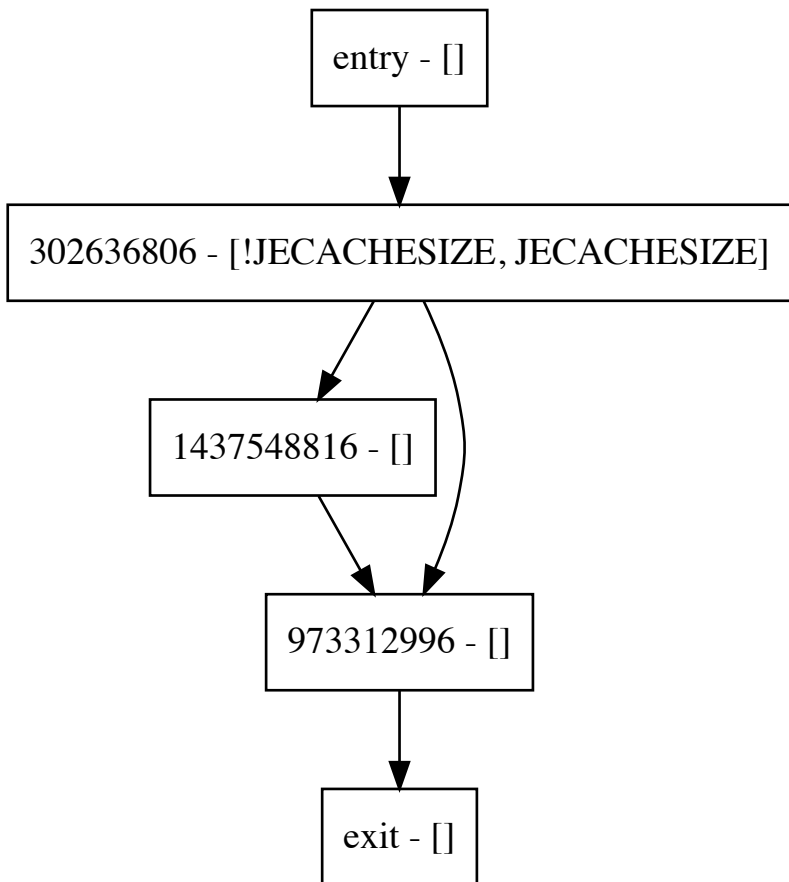 entry - []
302636806 - [!JECACHESIZE, JECACHESIZE]
1437548816 - []
973312996 - []
exit - []